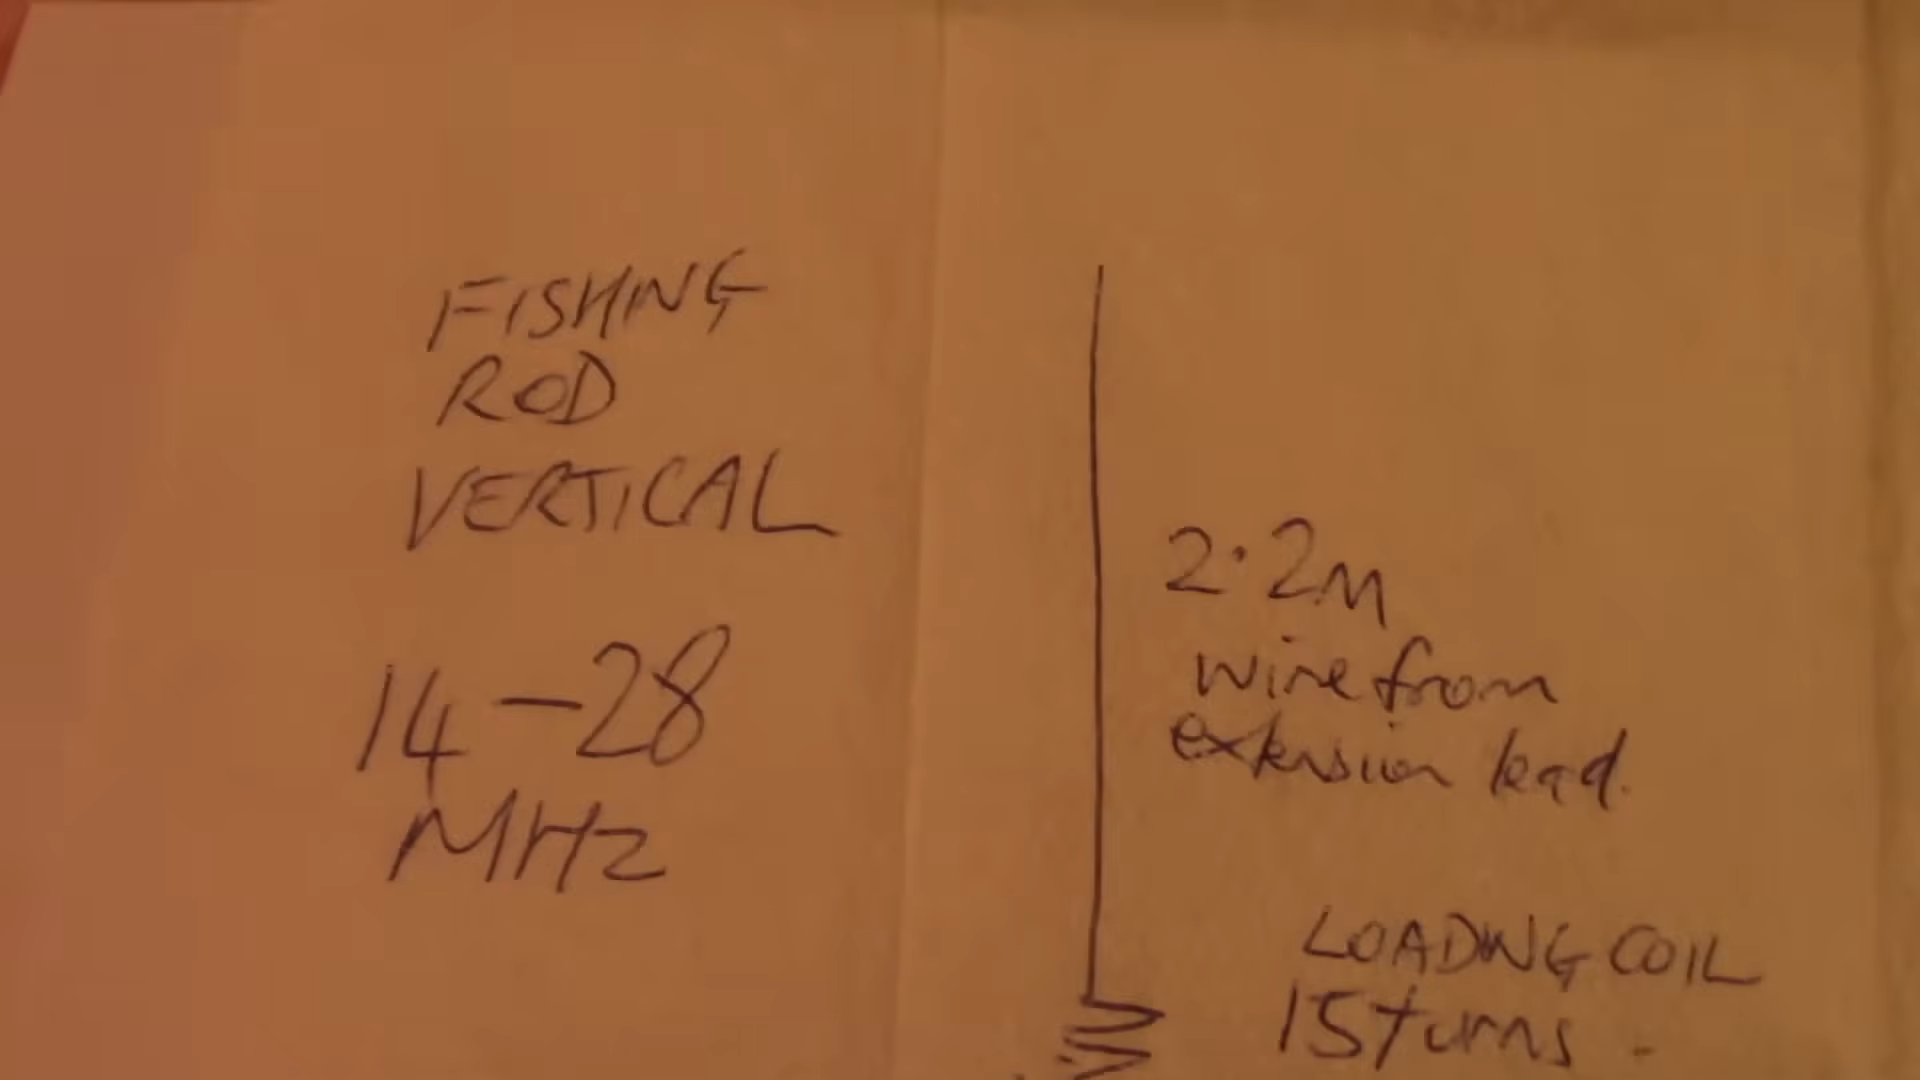 FISHING
ROD
VERTICAL
14-28
MHz
2.2M
wire from
extension lead.
LOADING COIL
15 turns